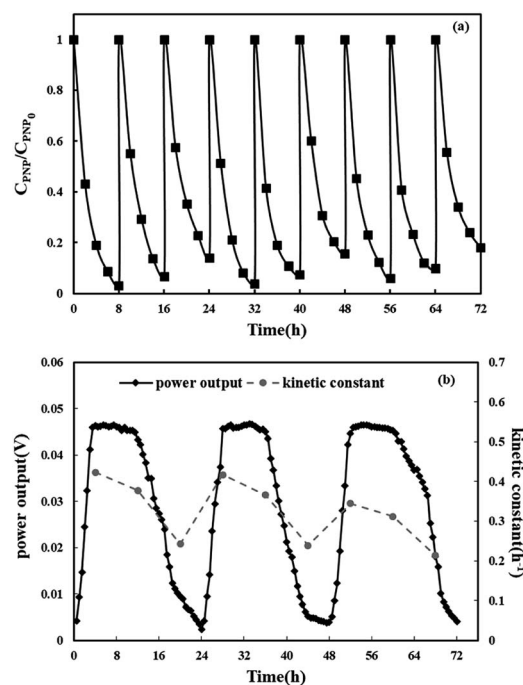 (a)
1
0.8
0.6
0.4
0.2
0
C_PNP/C_PNP₀
0 8 16 24 32 40 48 56 64 72
Time(h)
(b)
power output kinetic constant
0.06
0.05
0.04
0.03
0.02
0.01
0
power output(V)
0.7
0.6
0.5
0.4
0.3
0.2
0.1
0
kinetic constant(h⁻¹)
0 8 16 24 32 40 48 56 64 72
Time(h)